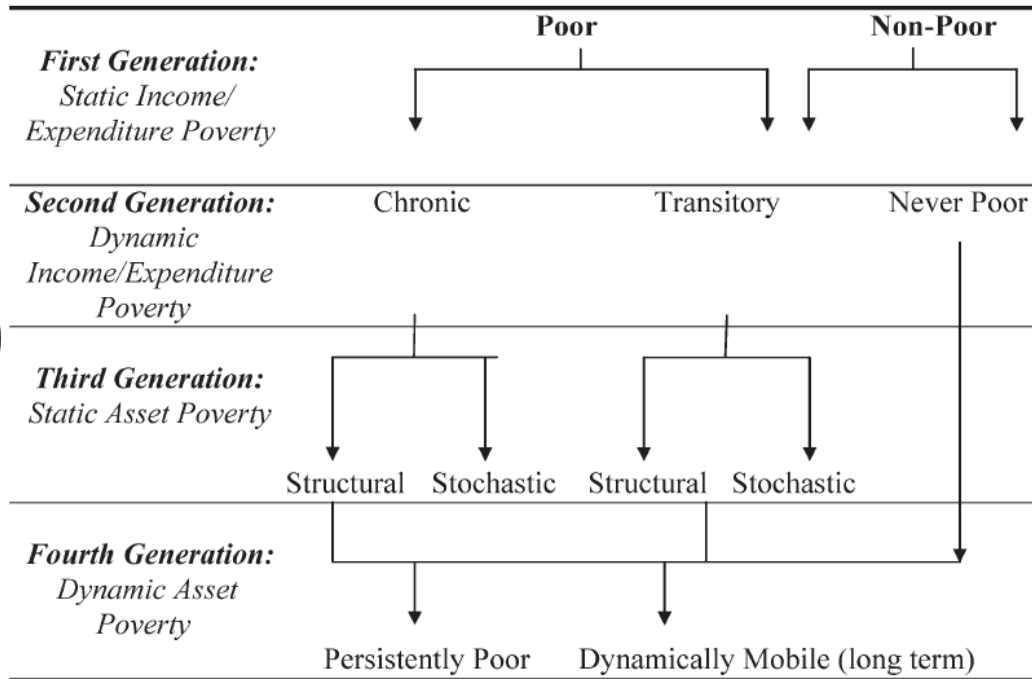 Poor Non-Poor
First Generation:
Static Income/
Expenditure Poverty
Second Generation: Chronic Transitory Never Poor
Dynamic
Income/Expenditure
Poverty
Third Generation:
Static Asset Poverty
Structural Stochastic Structural Stochastic
Fourth Generation:
Dynamic Asset
Poverty
Persistently Poor Dynamically Mobile (long term)